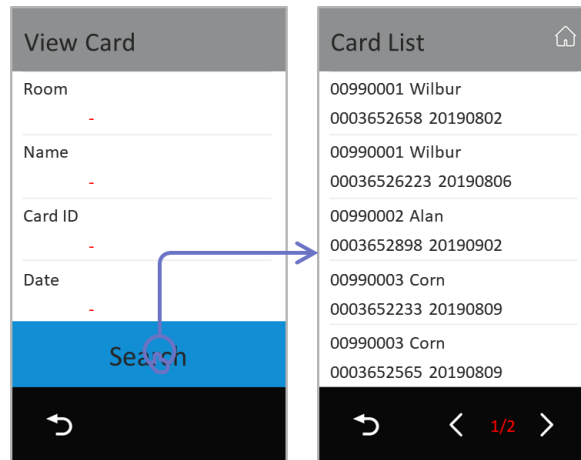 View Card
Room
-
Name
-
Card ID
-
Date
-
Search
Card List
00990001 Wilbur
0003652658 20190802
00990001 Wilbur
00036526223 20190806
00990002 Alan
0003652898 20190902
00990003 Corn
0003652233 20190809
00990003 Corn
0003652565 20190809
1/2